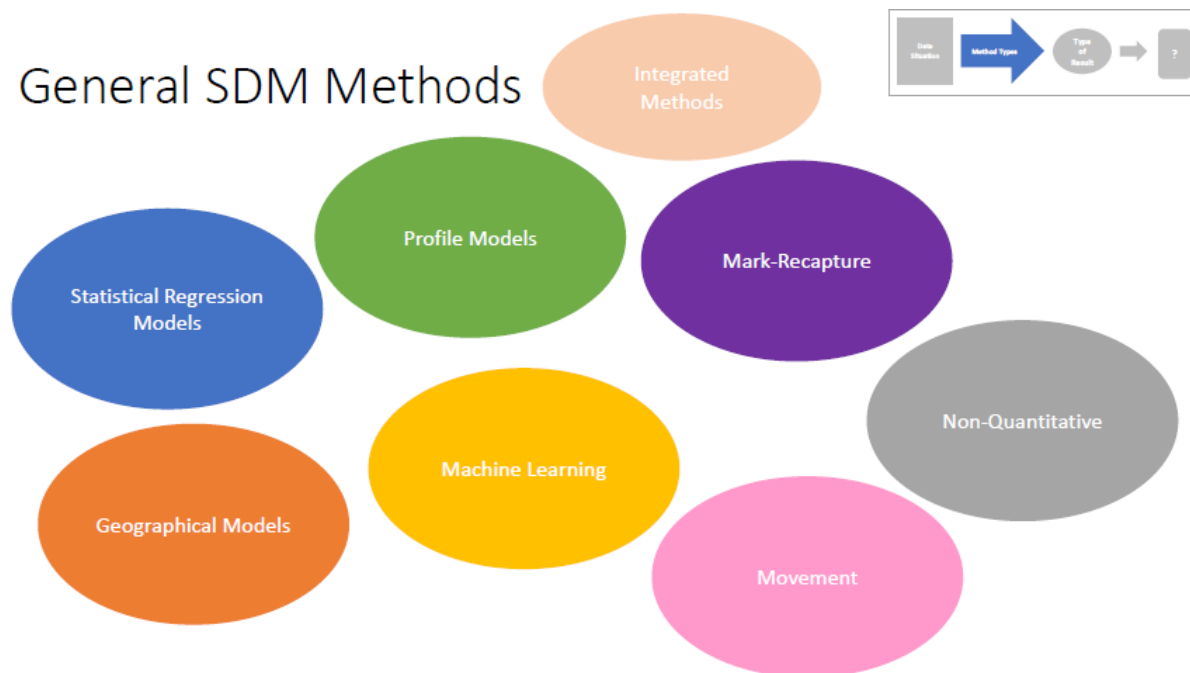 General SDM Methods
Data
Situation
Method Types
Type
of
Result
?
Integrated
Methods
Profile Models
Mark-Recapture
Statistical Regression
Models
Non-Quantitative
Machine Learning
Geographical Models
Movement